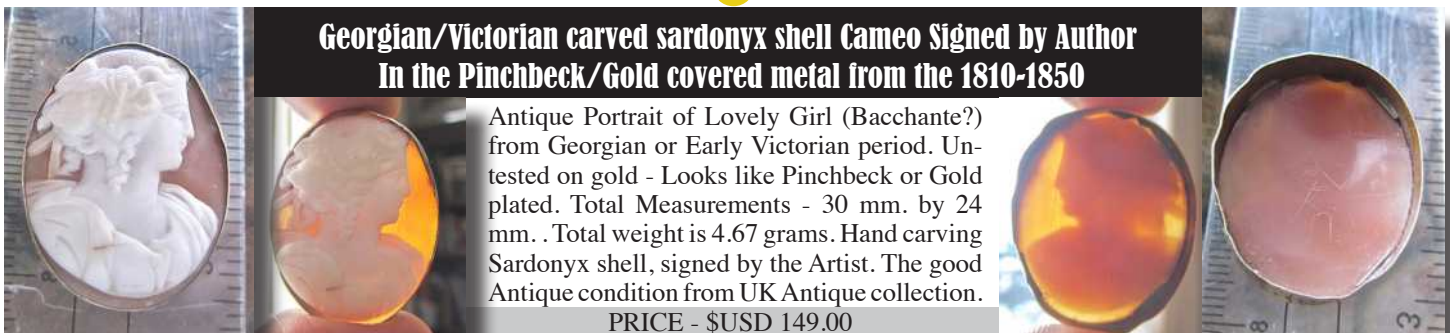 Georgian/Victorian carved sardonyx shell Cameo Signed by Author
In the Pinchbeck/Gold covered metal from the 1810-1850
Antique Portrait of Lovely Girl (Bacchante?)
from Georgian or Early Victorian period. Un-
tested on gold - Looks like Pinchbeck or Gold
plated. Total Measurements - 30 mm. by 24
mm. . Total weight is 4.67 grams. Hand carving
Sardonyx shell, signed by the Artist. The good
Antique condition from UK Antique collection.
PRICE - $USD 149.00